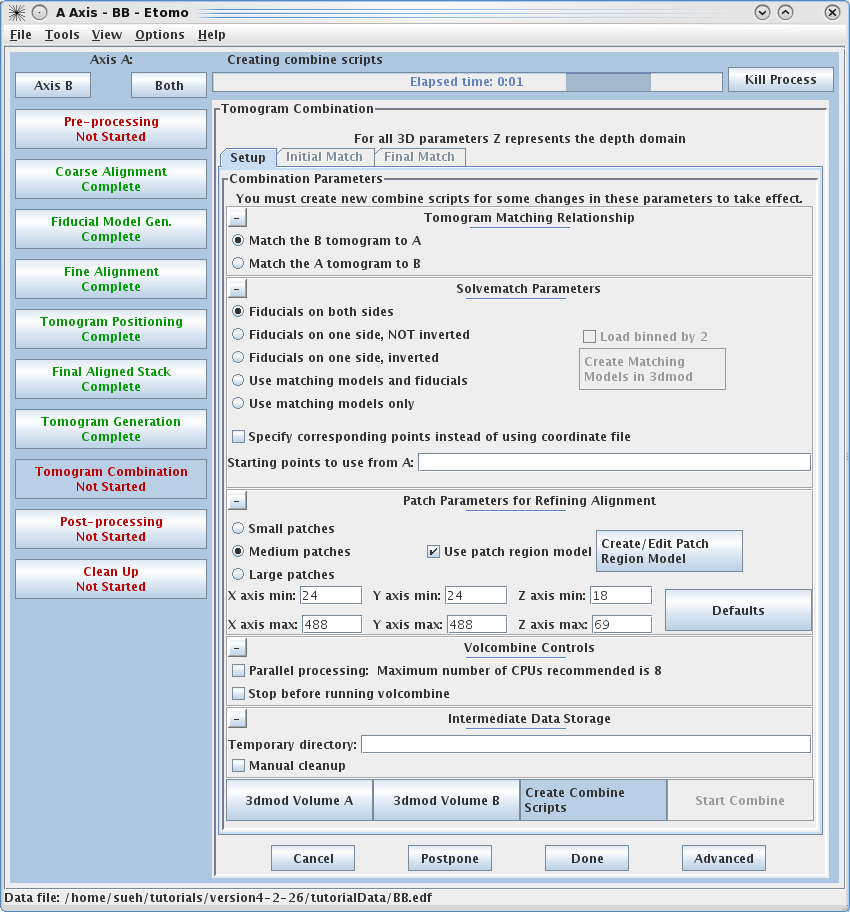 A Axis - BB - Etomo
File Tools View Options Help
Axis A:
Creating combine scripts
Axis B
Both
Elapsed time: 0:01
Kill Process
Pre-processing
Not Started
Coarse Alignment
Complete
Fiducial Model Gen.
Complete
Fine Alignment
Complete
Tomogram Positioning
Complete
Final Aligned Stack
Complete
Tomogram Generation
Complete
Tomogram Combination
Not Started
Post-processing
Not Started
Clean Up
Not Started
Tomogram Combination
For all 3D parameters Z represents the depth domain
Setup Initial Match Final Match
Combination Parameters
You must create new combine scripts for some changes in these parameters to take effect.
- Tomogram Matching Relationship
Match the B tomogram to A
Match the A tomogram to B
- Solvematch Parameters
Fiducials on both sides
Fiducials on one side, NOT inverted
Fiducials on one side, inverted
Use matching models and fiducials
Use matching models only
Load binned by 2
Create Matching
Models in 3dmod
Specify corresponding points instead of using coordinate file
Starting points to use from A:
- Patch Parameters for Refining Alignment
Small patches
Medium patches
Large patches
Use patch region model
Create/Edit Patch
Region Model
X axis min: 24 Y axis min: 24 Z axis min: 18
X axis max: 488 Y axis max: 488 Z axis max: 69
Defaults
- Volcombine Controls
Parallel processing: Maximum number of CPUs recommended is 8
Stop before running volcombine
- Intermediate Data Storage
Temporary directory:
Manual cleanup
3dmod Volume A
3dmod Volume B
Create Combine
Scripts
Start Combine
Cancel Postpone Done Advanced
Data file: /home/sueh/tutorials/version4-2-26/tutorialData/BB.edf